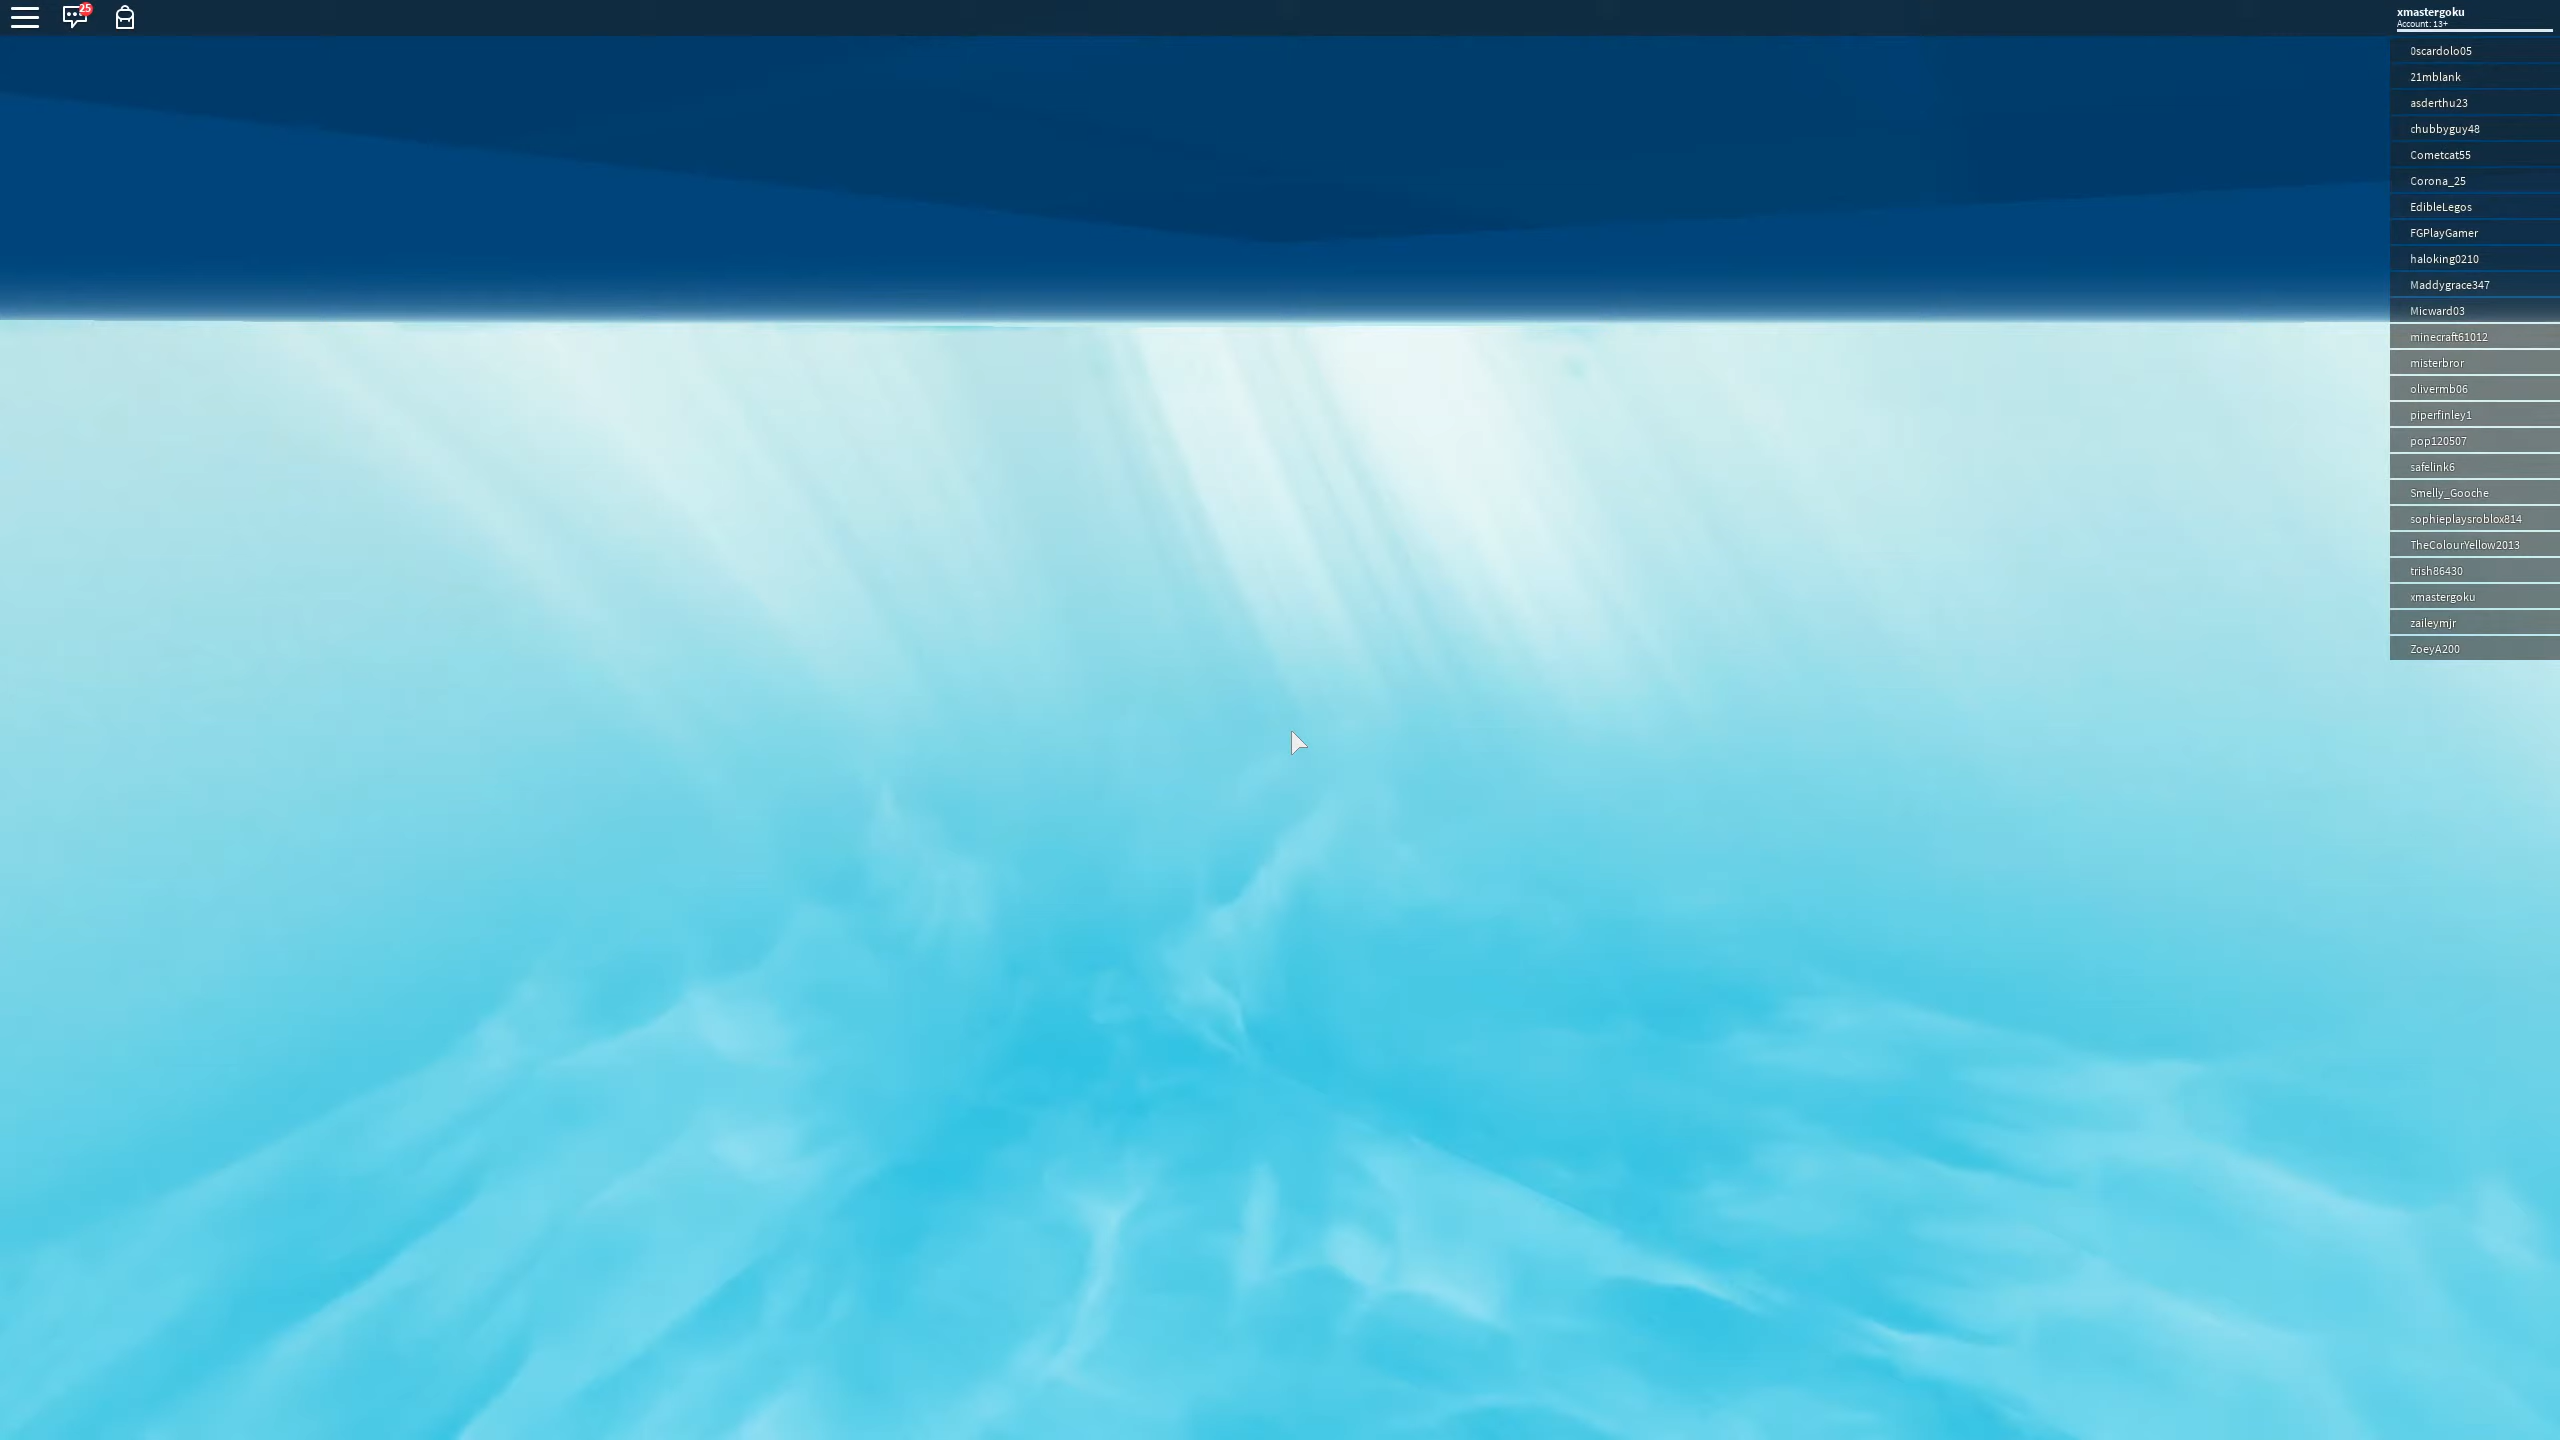 25
xmastergoku
Account: 13+
0scardolo05
21mblank
asderthu23
chubbyguy48
Cometcat55
Corona_25
EdibleLegos
FGPlayGamer
haloking0210
Maddygrace347
Micward03
minecraft61012
misterbror
olivermb06
piperfinley1
pop120507
safelink6
Smelly_Gooche
sophieplaysroblox814
TheColourYellow2013
trish86430
xmastergoku
zaileymjr
ZoeyA200